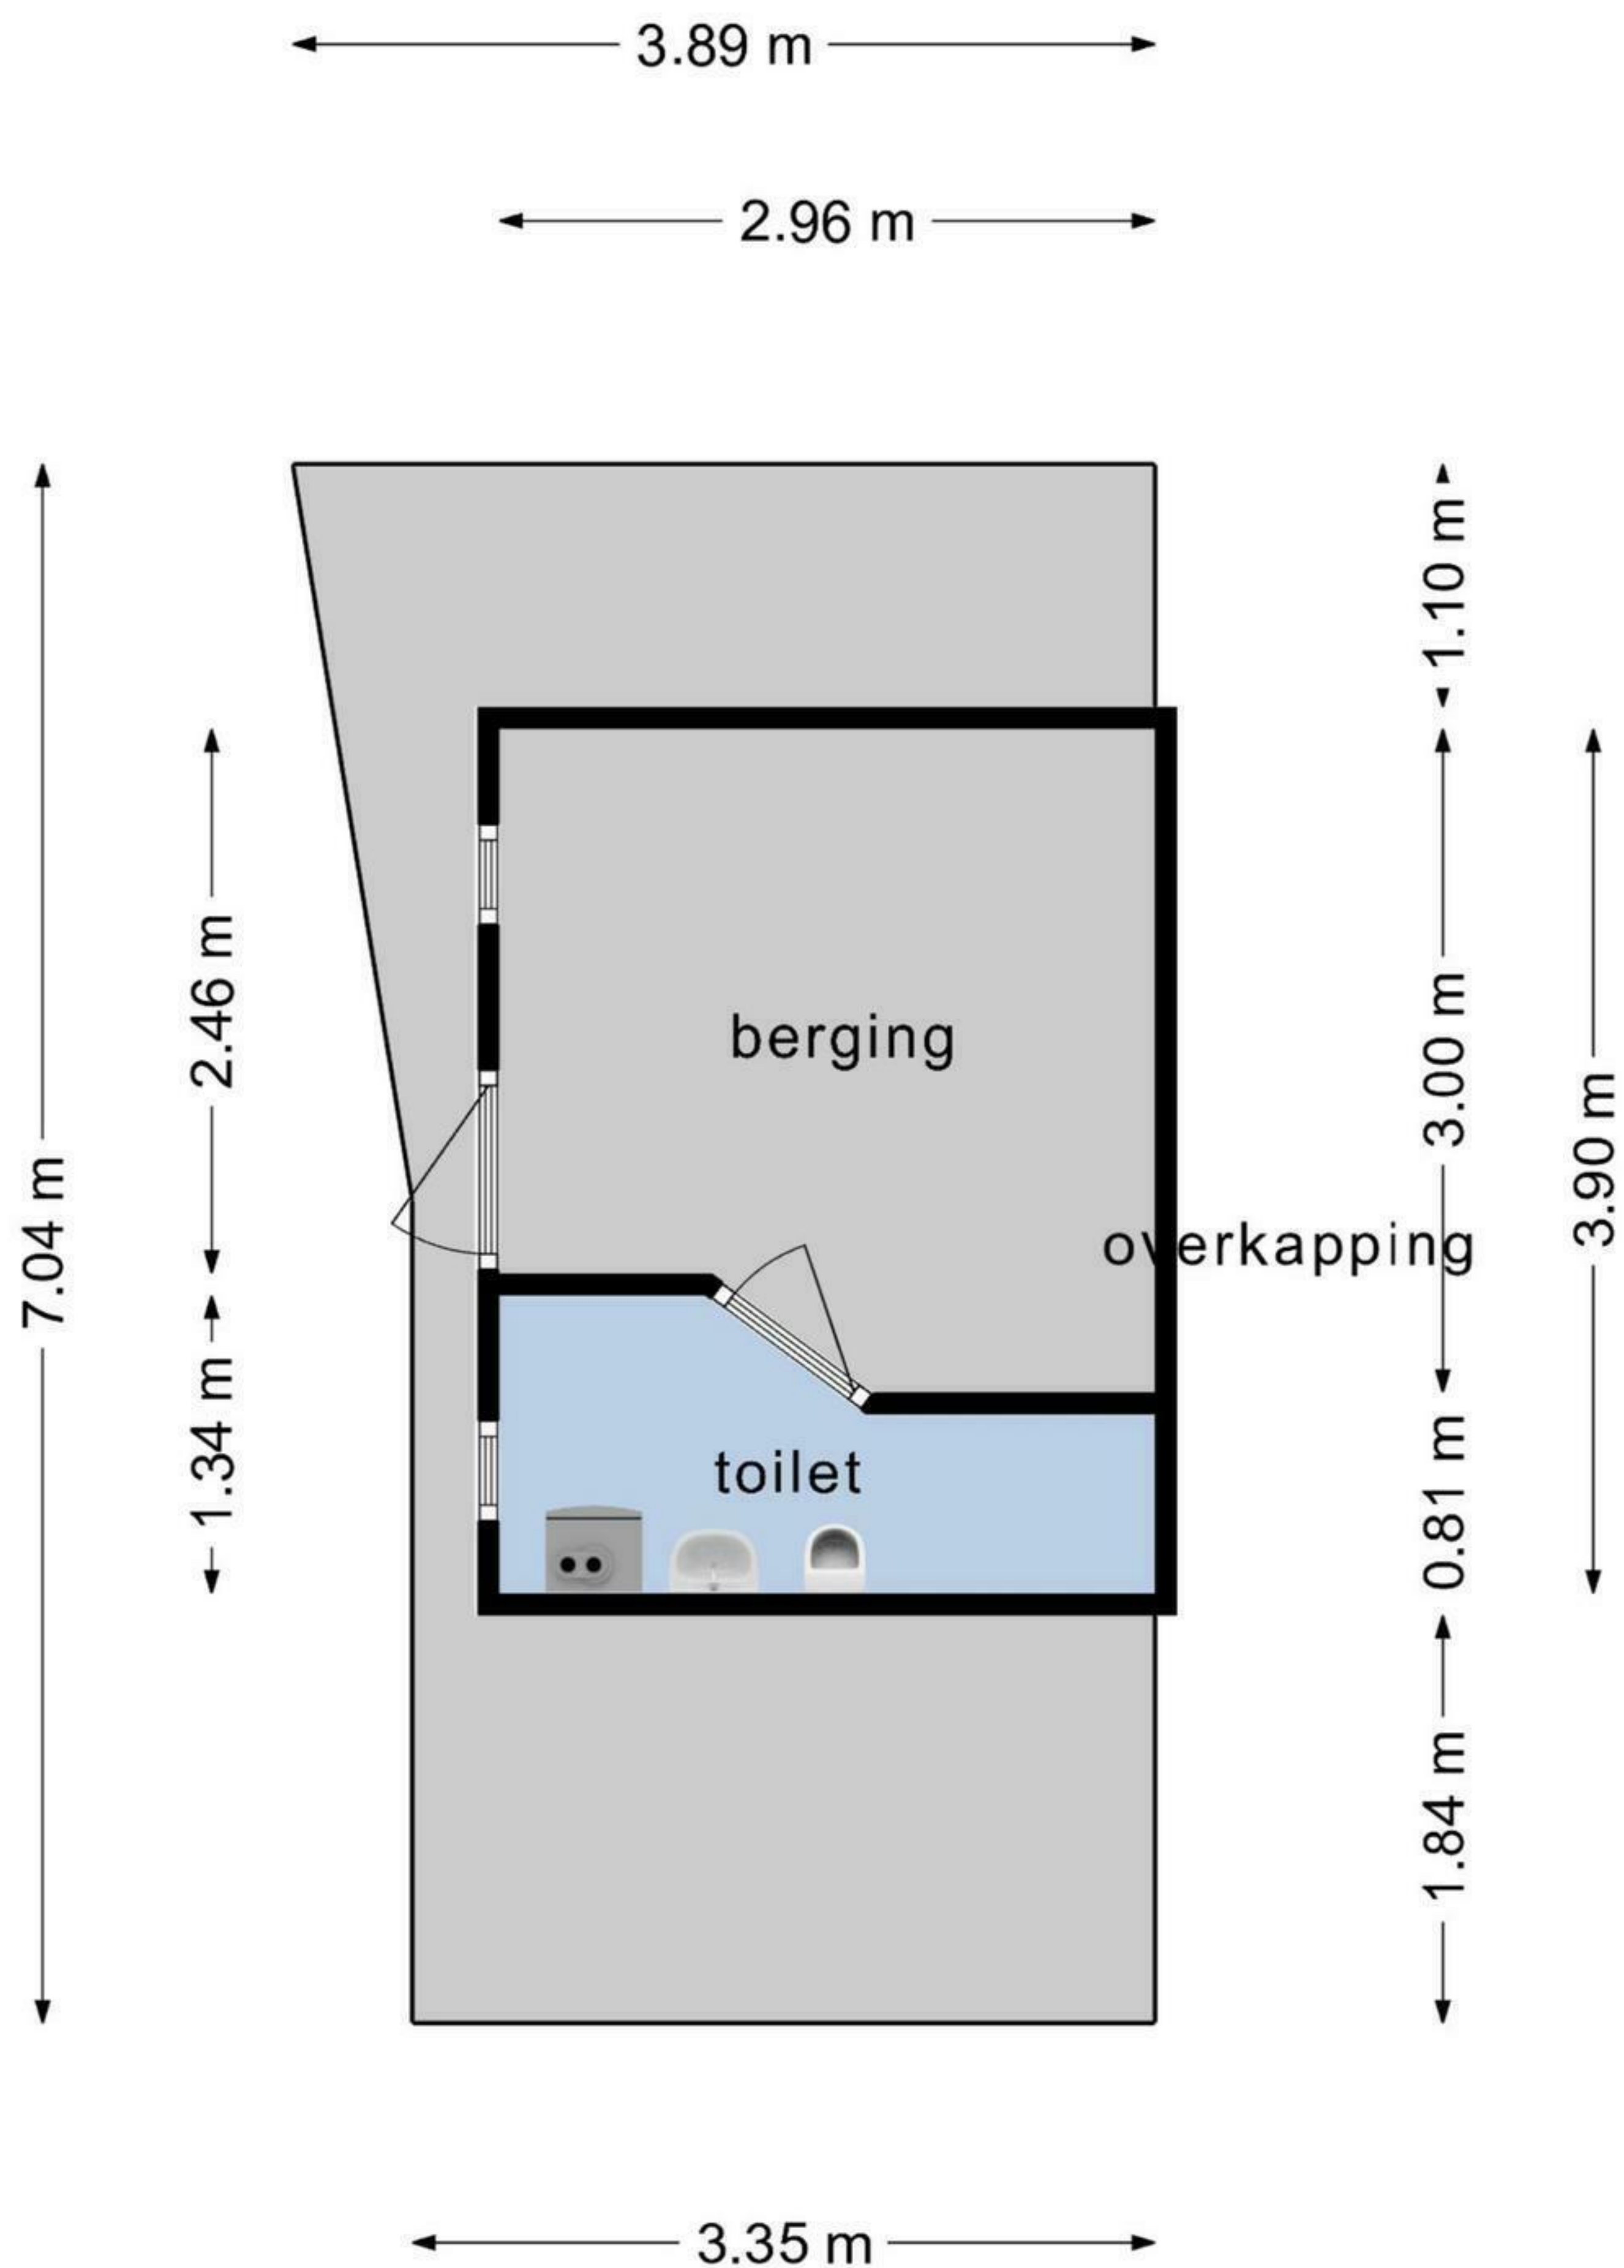 3.89 m
2.96 m
1.10 m
2.46 m
berging
3.00 m
3.90 m
7.04 m
overkapping
1.34 m
toilet
0.81 m
1.84 m
3.35 m